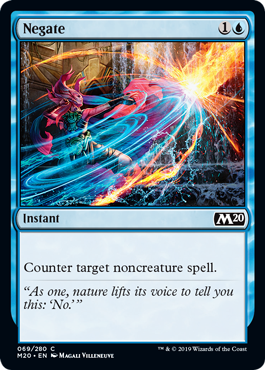 Negate 1
Instant M20
Counter target noncreature spell.
“As one, nature lifts its voice to tell you
this: ‘No.’”
069/280 C
M20 • EN Magali Villeneuve ™ & © 2019 Wizards of the Coast